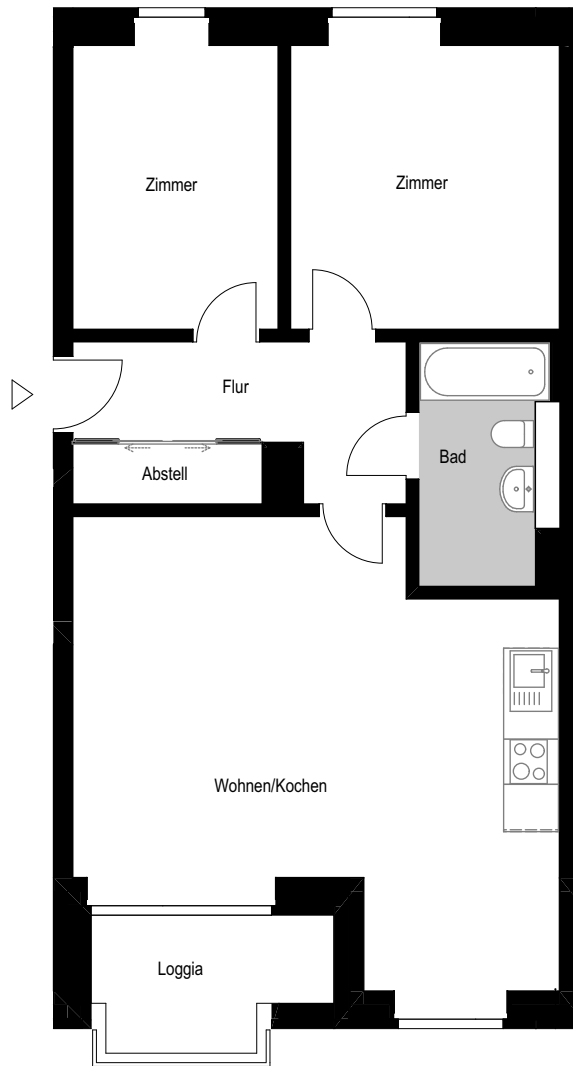 Zimmer
Zimmer
Flur
Bad
Abstell
Wohnen/Kochen
Loggia